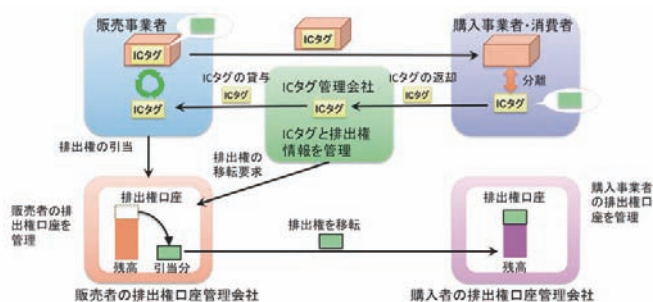 販売事業者
ICタグ
ICタグ
購入事業者・消費者
ICタグ
分離
ICタグ
ICタグの貸与
ICタグ
ICタグ管理会社
ICタグ
ICタグと排出権
情報を管理
ICタグの返却
ICタグ
排出権の引当
排出権の
移転要求
販売者の排
出権口座を
管理
排出権口座
残高
引当分
販売者の排出権口座管理会社
排出権を移転
排出権口座
残高
購入事業者
の排出権口
座を管理
購入者の排出権口座管理会社